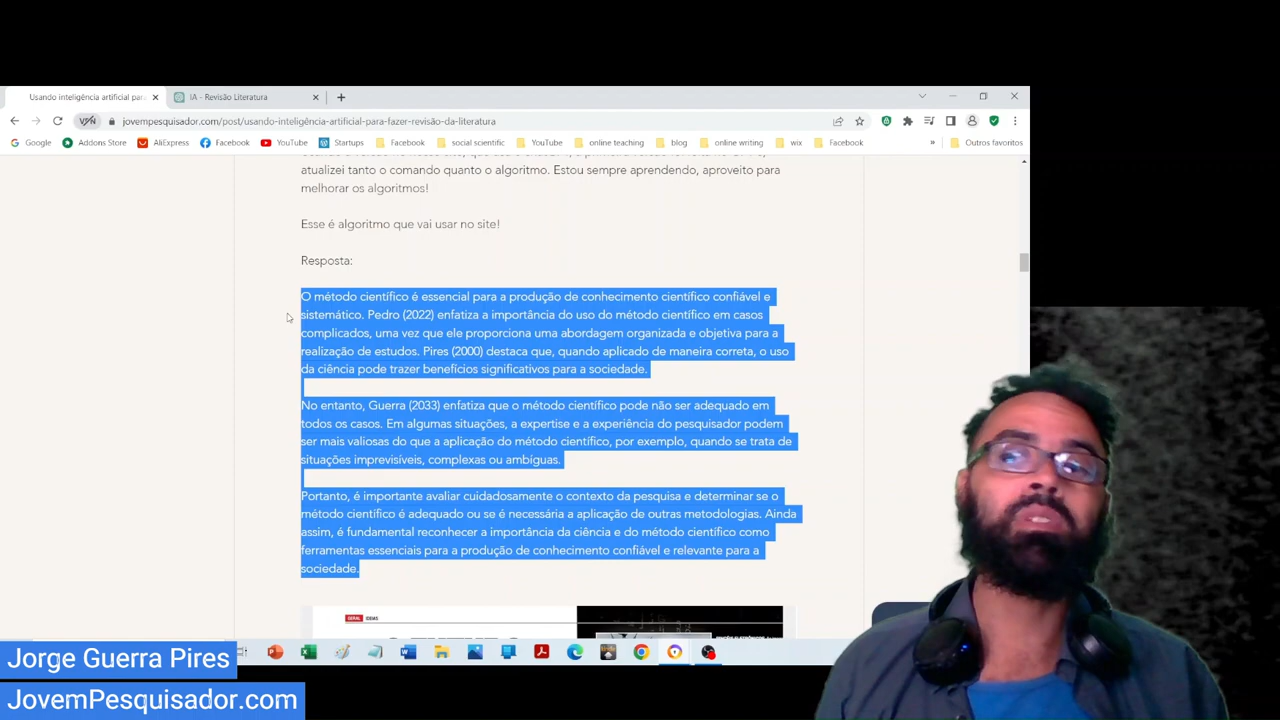 Usando inteligência artificial par
IA - Revisão Literatura
jovempesquisador.com/post/usando-inteligência-artificial-para-fazer-revisão-da-literatura
Google
Addons Store
AliExpress
Facebook
YouTube
Startups
Facebook
social scientific
YouTube
online teaching
blog
online writing
wix
Facebook
»
Outros favoritos
atualizei tanto o comando quanto o algoritmo. Estou sempre aprendendo, aproveito para
melhorar os algoritmos!
Esse é algoritmo que vai usar no site!
Resposta:
O método científico é essencial para a produção de conhecimento científico confiável e
sistemático. Pedro (2022) enfatiza a importância do uso do método científico em casos
complicados, uma vez que ele proporciona uma abordagem organizada e objetiva para a
realização de estudos. Pires (2000) destaca que, quando aplicado de maneira correta, o uso
da ciência pode trazer benefícios significativos para a sociedade.
No entanto, Guerra (2033) enfatiza que o método científico pode não ser adequado em
todos os casos. Em algumas situações, a expertise e a experiência do pesquisador podem
ser mais valiosas do que a aplicação do método científico, por exemplo, quando se trata de
situações imprevisíveis, complexas ou ambíguas.
Portanto, é importante avaliar cuidadosamente o contexto da pesquisa e determinar se o
método científico é adequado ou se é necessária a aplicação de outras metodologias. Ainda
assim, é fundamental reconhecer a importância da ciência e do método científico como
ferramentas essenciais para a produção de conhecimento confiável e relevante para a
sociedade.
GERAL IDEIAS
Jorge Guerra Pires
JovemPesquisador.com